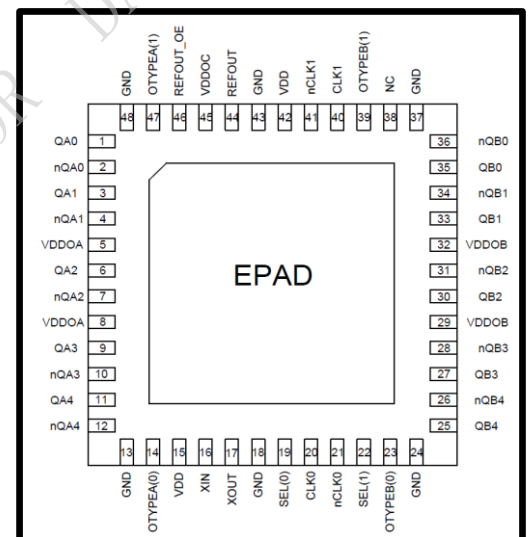 GND
OTYPEA(1)
REFOUT_OE
VDDOC
REFOUT
GND
VDD
nCLK1
CLK1
OTYPEB(1)
NC
GND
48 47 46 45 44 43 42 41 40 39 38 37
QA0 1
nQA0 2
QA1 3
nQA1 4
VDDOA 5
QA2 6
nQA2 7
VDDOA 8
QA3 9
nQA3 10
QA4 11
nQA4 12
EPAD
36 nQB0
35 QB0
34 nQB1
33 QB1
32 VDDOB
31 nQB2
30 QB2
29 VDDOB
28 nQB3
27 QB3
26 nQB4
25 QB4
13 14 15 16 17 18 19 20 21 22 23 24
GND
OTYPEA(0)
VDD
XIN
XOUT
GND
SEL(0)
CLK0
nCLK0
SEL(1)
OTYPEB(0)
GND